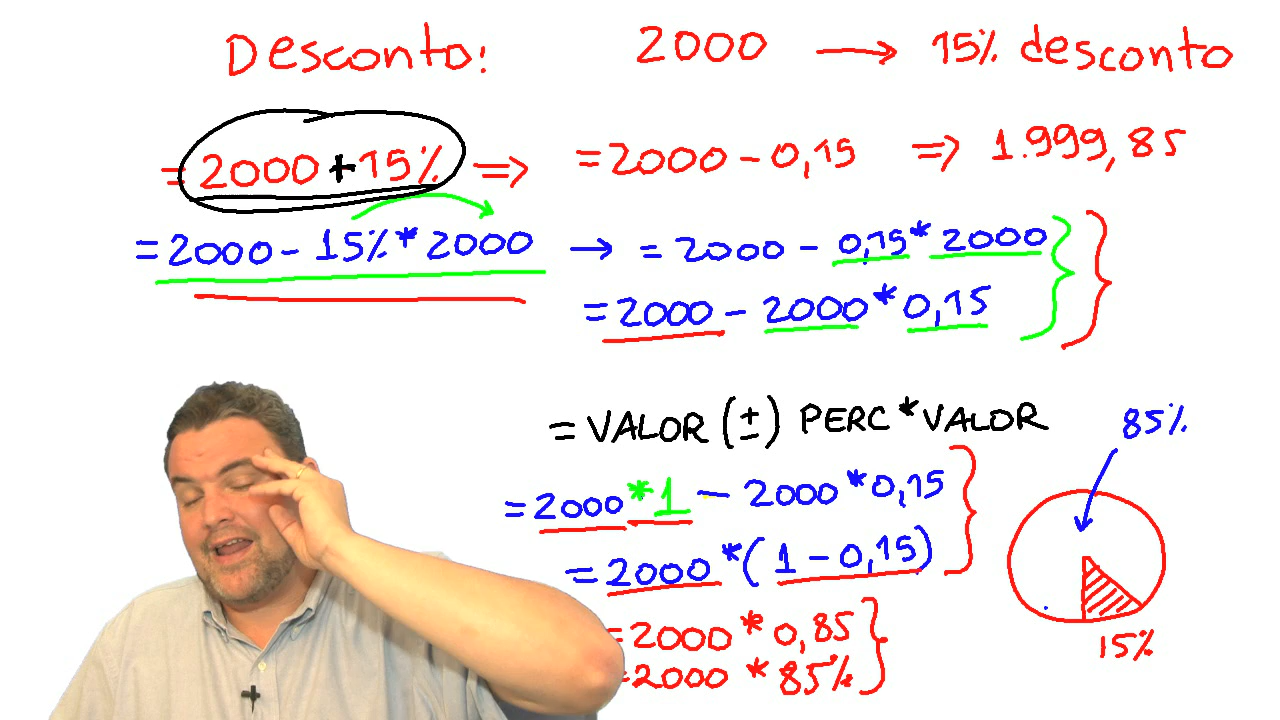 Desconto: 2000 → 15% desconto
= 2000 + 15% => = 2000 - 0,15 => 1.999,85
= 2000 - 15% * 2000 → = 2000 - 0,15 * 2000
= 2000 - 2000 * 0,15
= VALOR (±) PERC * VALOR
85%
= 2000 * 1 - 2000 * 0,15
= 2000 * (1 - 0,15)
= 2000 * 0,85
= 2000 * 85%
15%